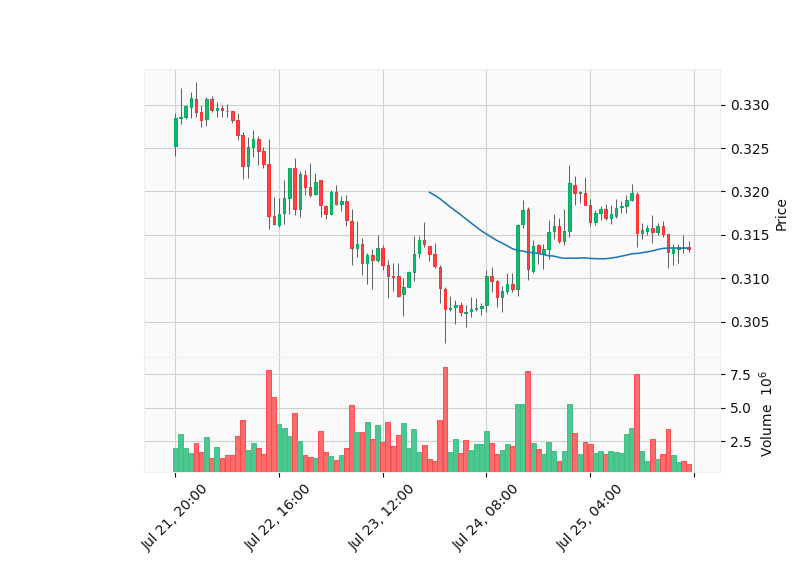 0.330
0.325
0.320
0.315
0.310
0.305
Price
7.5
5.0
2.5
Volume 10^6
Jul 21, 20:00
Jul 22, 16:00
Jul 23, 12:00
Jul 24, 08:00
Jul 25, 04:00